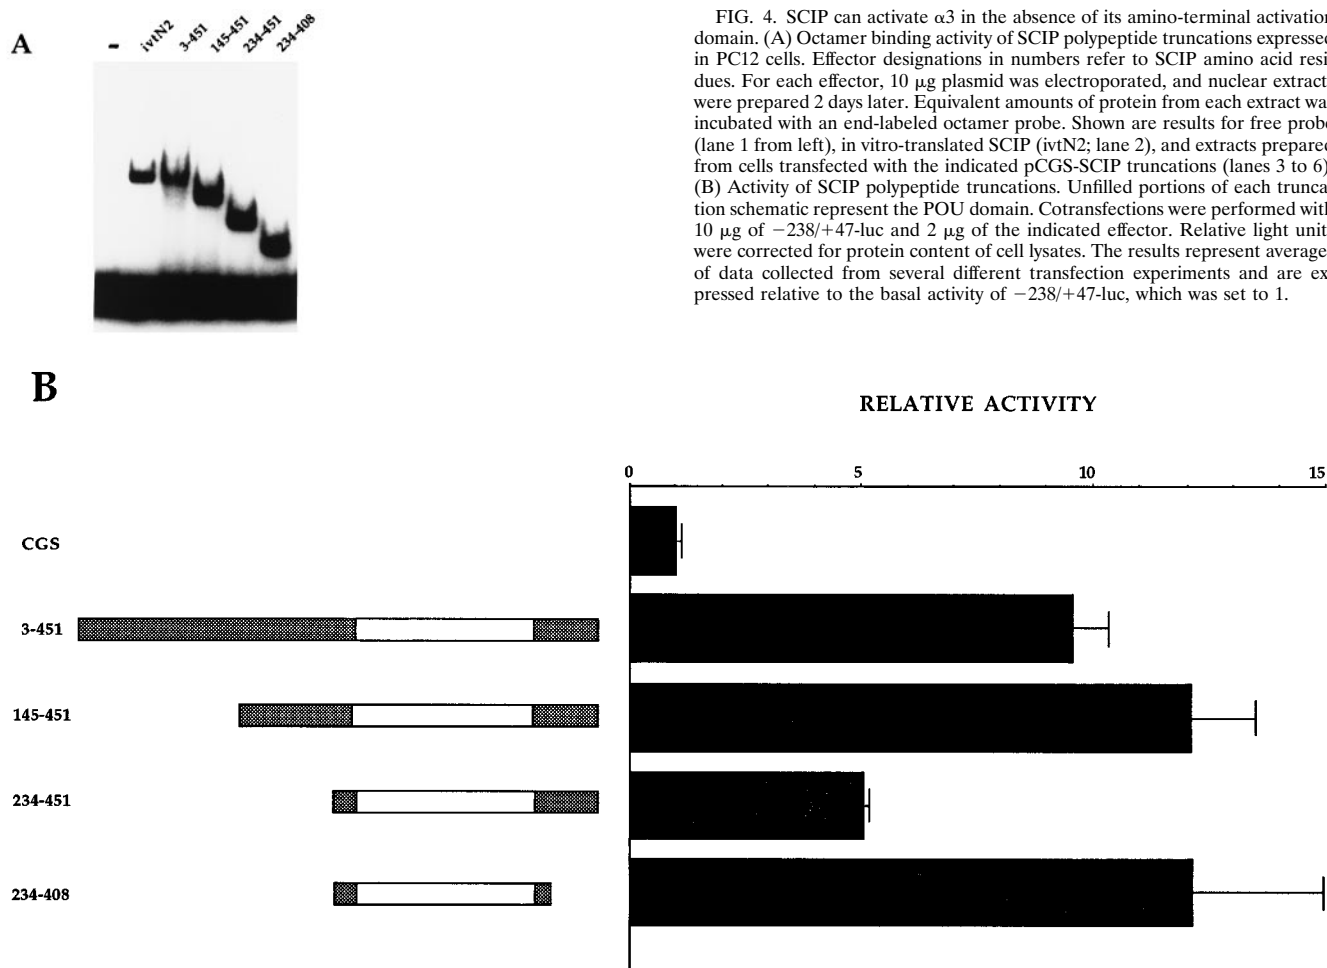 A
- ivtN2 3-451 145-451 234-451 234-408
FIG. 4. SCIP can activate α3 in the absence of its amino-terminal activation
domain. (A) Octamer binding activity of SCIP polypeptide truncations expressed
in PC12 cells. Effector designations in numbers refer to SCIP amino acid resi
dues. For each effector, 10 μg plasmid was electroporated, and nuclear extract
were prepared 2 days later. Equivalent amounts of protein from each extract wa
incubated with an end-labeled octamer probe. Shown are results for free probe
(lane 1 from left), in vitro-translated SCIP (ivtN2; lane 2), and extracts prepared
from cells transfected with the indicated pCGS-SCIP truncations (lanes 3 to 6)
(B) Activity of SCIP polypeptide truncations. Unfilled portions of each trunca
tion schematic represent the POU domain. Cotransfections were performed with
10 μg of −238/+47-luc and 2 μg of the indicated effector. Relative light unit
were corrected for protein content of cell lysates. The results represent average
of data collected from several different transfection experiments and are ex
pressed relative to the basal activity of −238/+47-luc, which was set to 1.
B
RELATIVE ACTIVITY
0 5 10 15
CGS
3-451
145-451
234-451
234-408